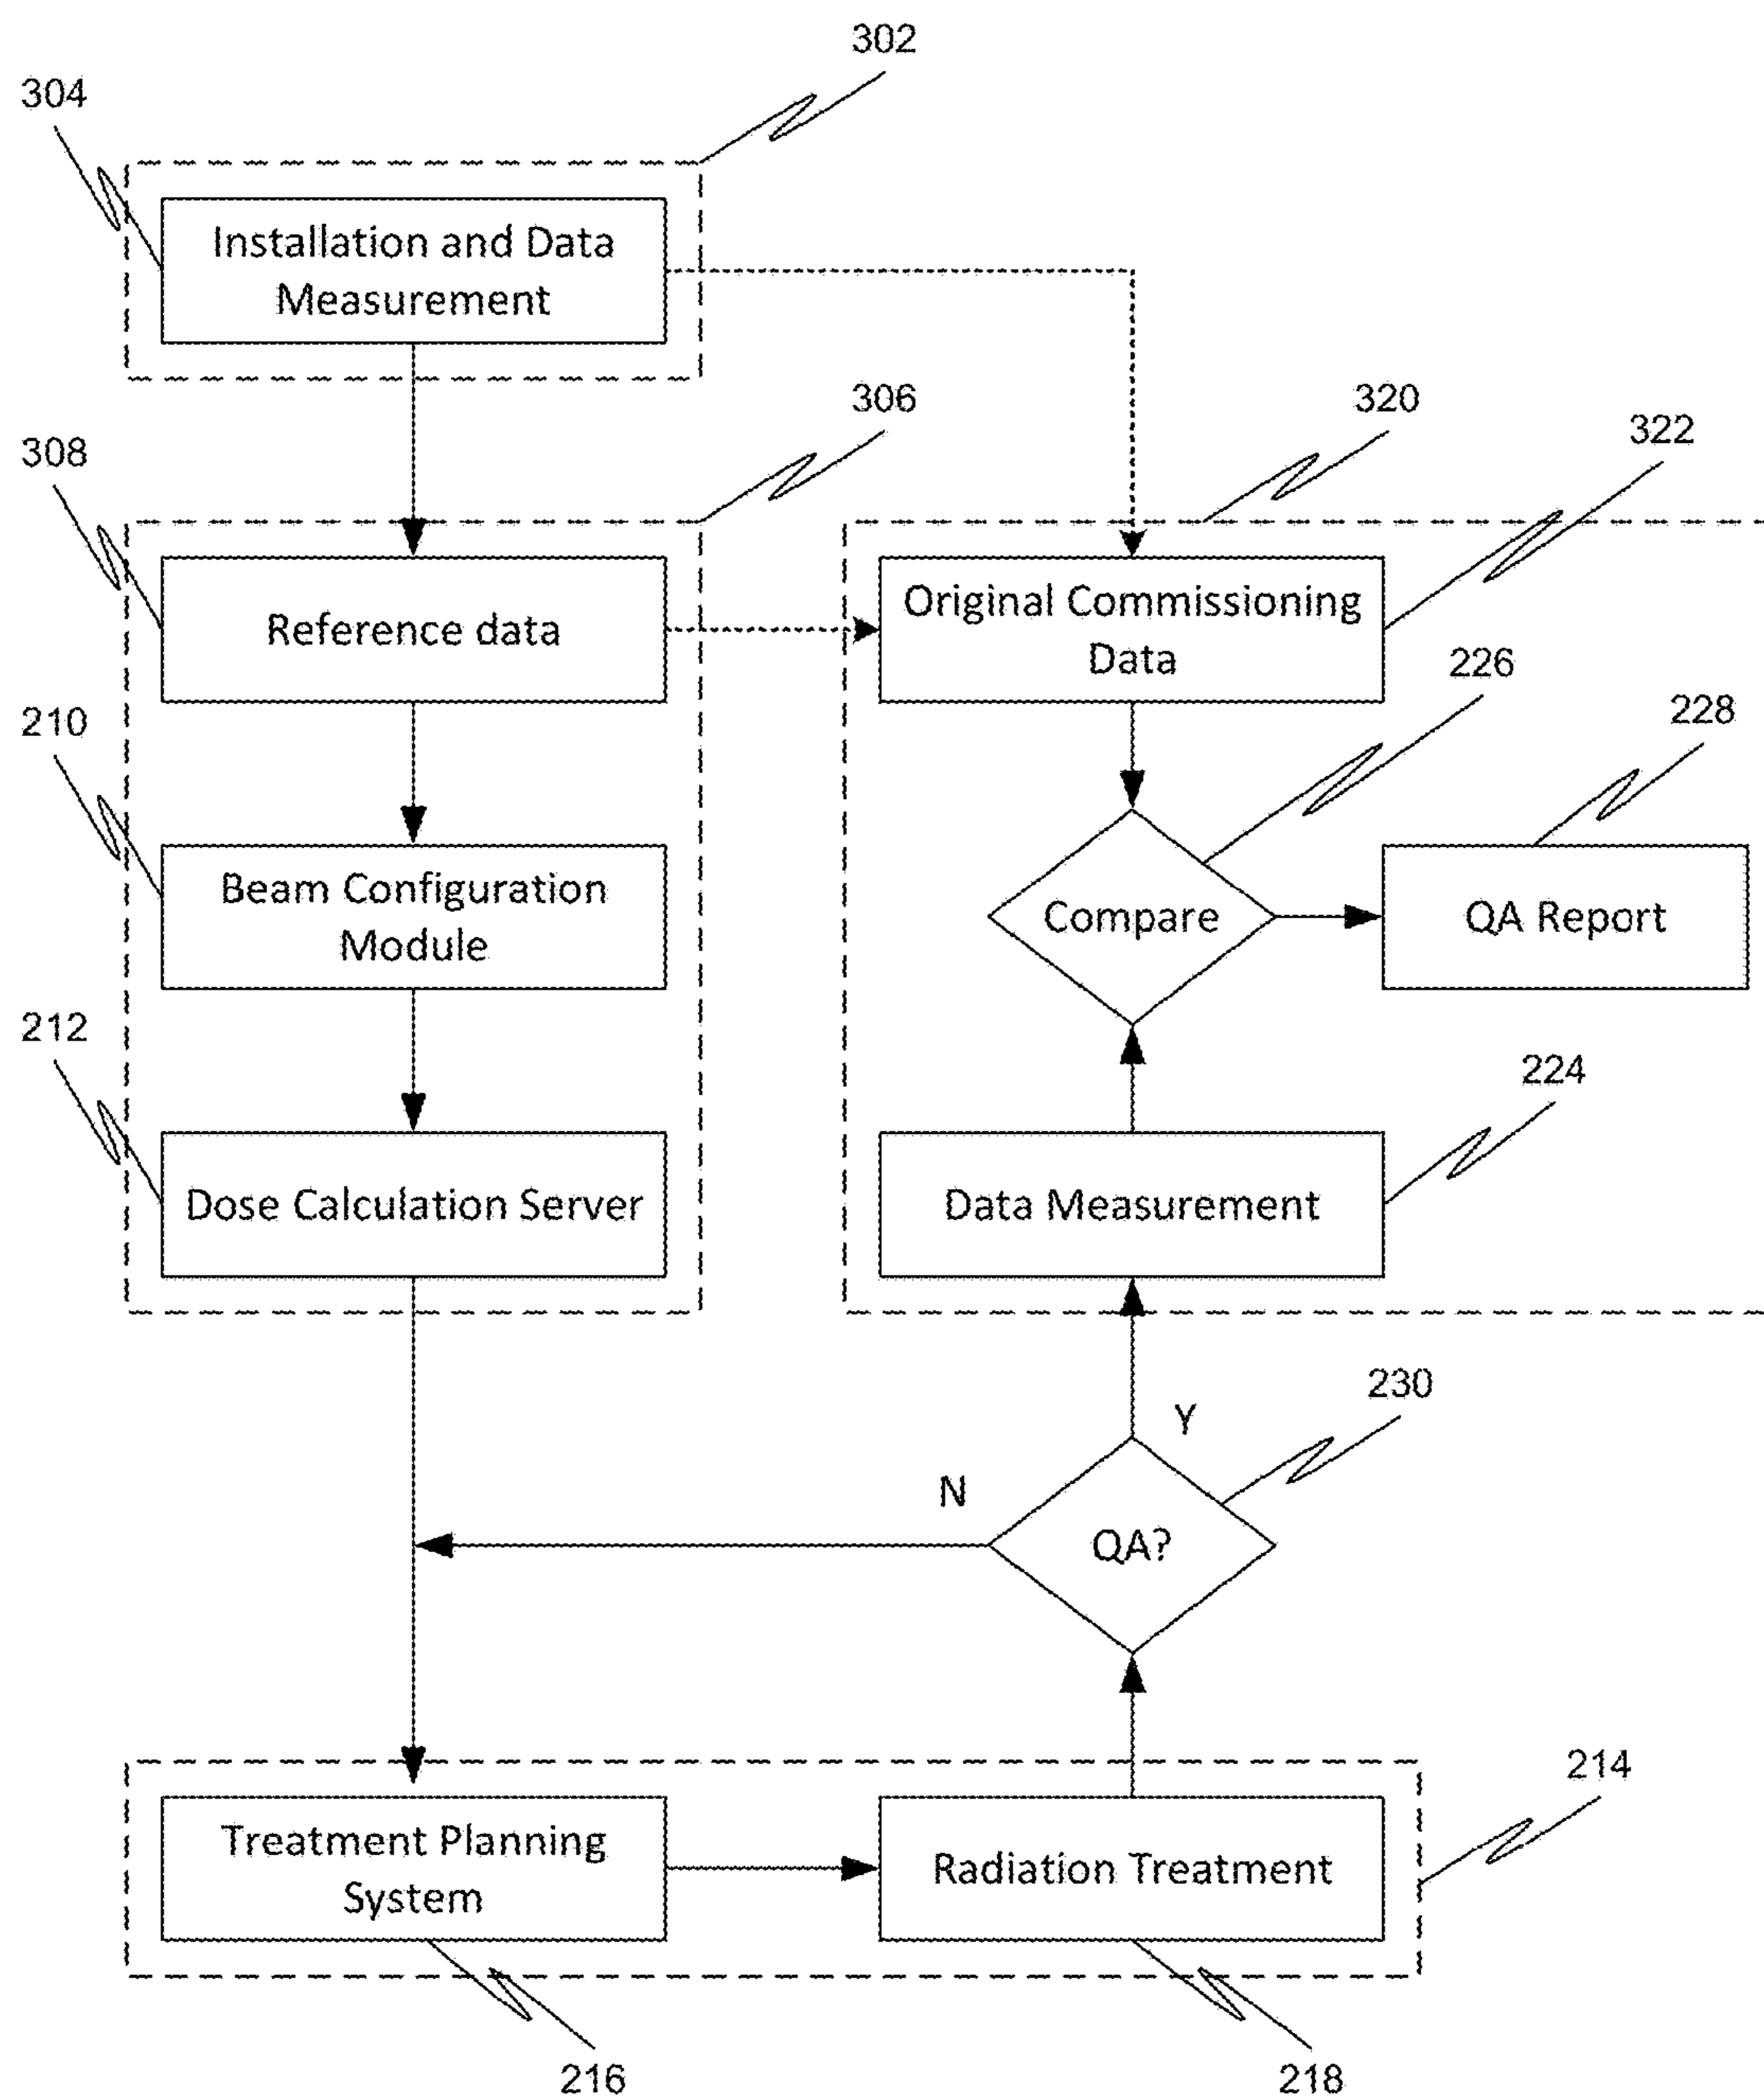 302
304
Installation and Data
Measurement
306
320
322
308
Reference data
Original Commissioning
Data
226
228
210
Beam Configuration
Module
Compare
QA Report
212
224
Dose Calculation Server
Data Measurement
230
Y
N
QA?
214
Treatment Planning
System
Radiation Treatment
216
218